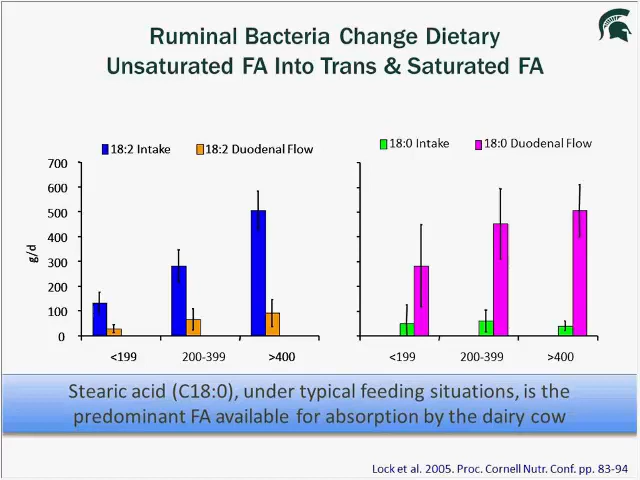 Ruminal Bacteria Change Dietary
Unsaturated FA Into Trans & Saturated FA
18:2 Intake 18:2 Duodenal Flow
18:0 Intake 18:0 Duodenal Flow
g/d
700
600
500
400
300
200
100
0
<199 200-399 >400
<199 200-399 >400
Stearic acid (C18:0), under typical feeding situations, is the
predominant FA available for absorption by the dairy cow
Lock et al. 2005. Proc. Cornell Nutr. Conf. pp. 83-94